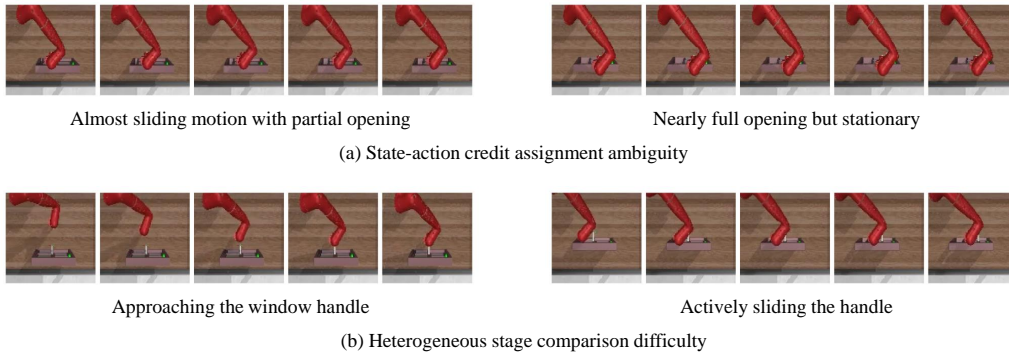 Almost sliding motion with partial opening
Nearly full opening but stationary
(a) State-action credit assignment ambiguity
Approaching the window handle
Actively sliding the handle
(b) Heterogeneous stage comparison difficulty